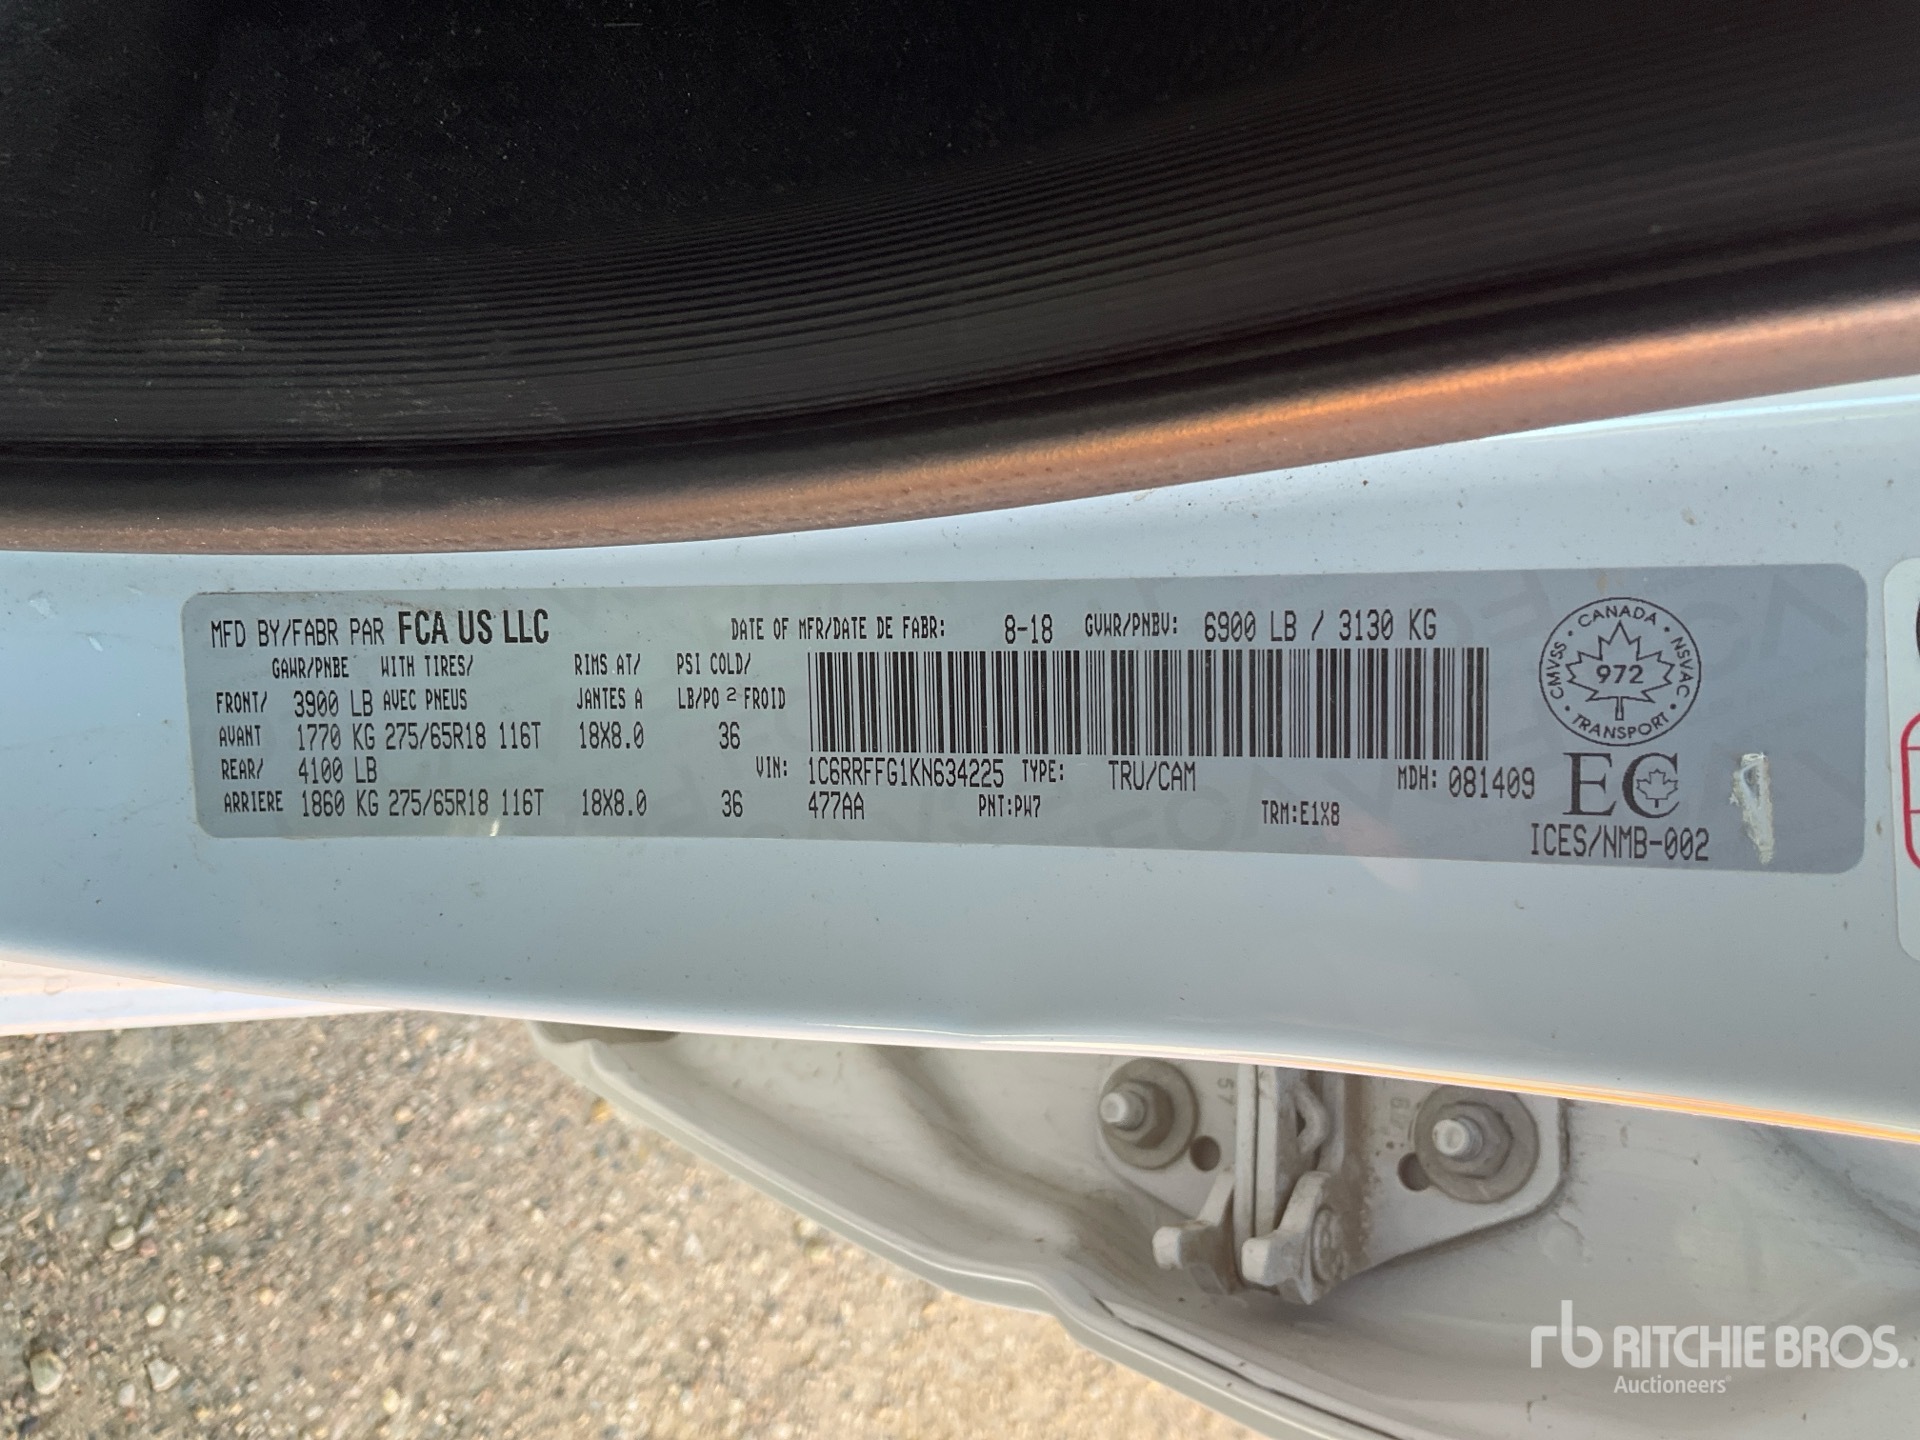 MFD BY/FABR PAR FCA US LLC DATE OF MFR/DATE DE FABR: 8-18 GVWR/PNBV: 6900 LB / 3130 KG
GAWR/PNBE WITH TIRES/ RIMS AT/ PSI COLD/
FRONT/ 3900 LB AVEC PNEUS JANTES A LB/PO 2 FROID
AVANT 1770 KG 275/65R18 116T 18X8.0 36
REAR/ 4100 LB VIN: 1C6RRFFG1KN634225 TYPE: TRU/CAM MDH: 081409
ARRIERE 1860 KG 275/65R18 116T 18X8.0 36 477AA PNT:PW7 TRM:E1X8
CMVSS • CANADA • NSVAC • TRANSPORT •
972
EC
ICES/NMB-002
57
rb RITCHIE BROS.
Auctioneers